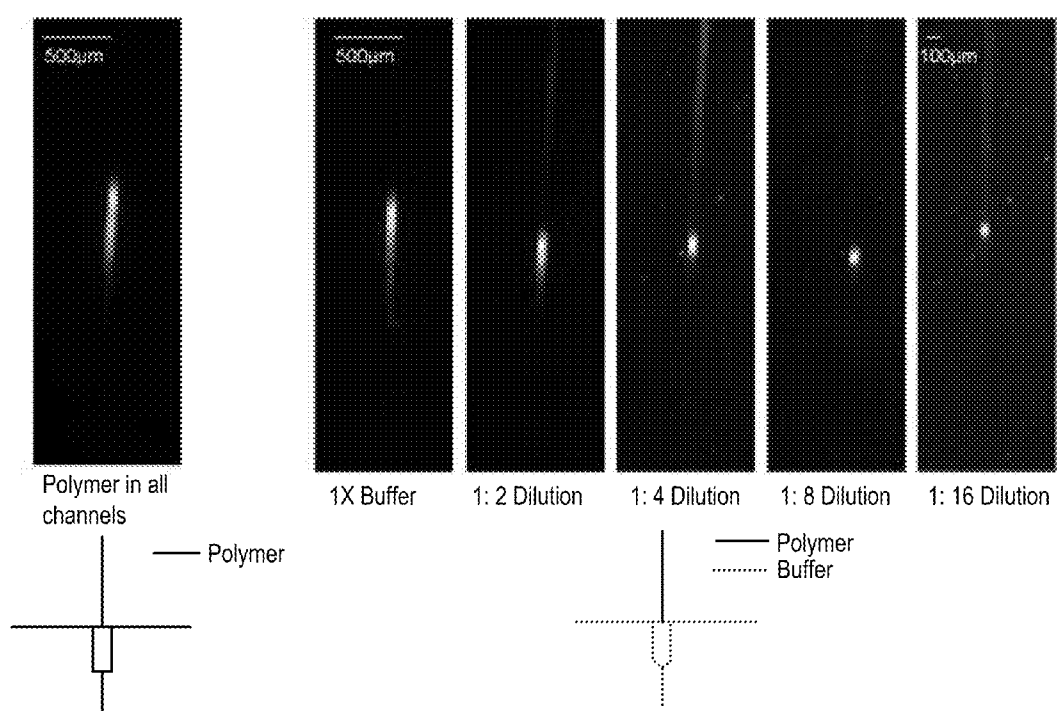 500μm
500μm
100μm
Polymer in all
channels
1X Buffer
1: 2 Dilution
1: 4 Dilution
1: 8 Dilution
1: 16 Dilution
Polymer
Polymer
Buffer